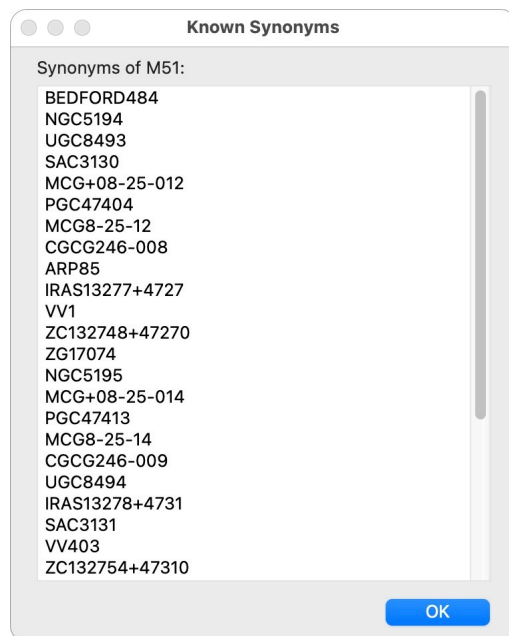 Known Synonyms
Synonyms of M51:
BEDFORD484
NGC5194
UGC8493
SAC3130
MCG+08-25-012
PGC47404
MCG8-25-12
CGCG246-008
ARP85
IRAS13277+4727
VV1
ZC132748+47270
ZG17074
NGC5195
MCG+08-25-014
PGC47413
MCG8-25-14
CGCG246-009
UGC8494
IRAS13278+4731
SAC3131
VV403
ZC132754+47310
OK